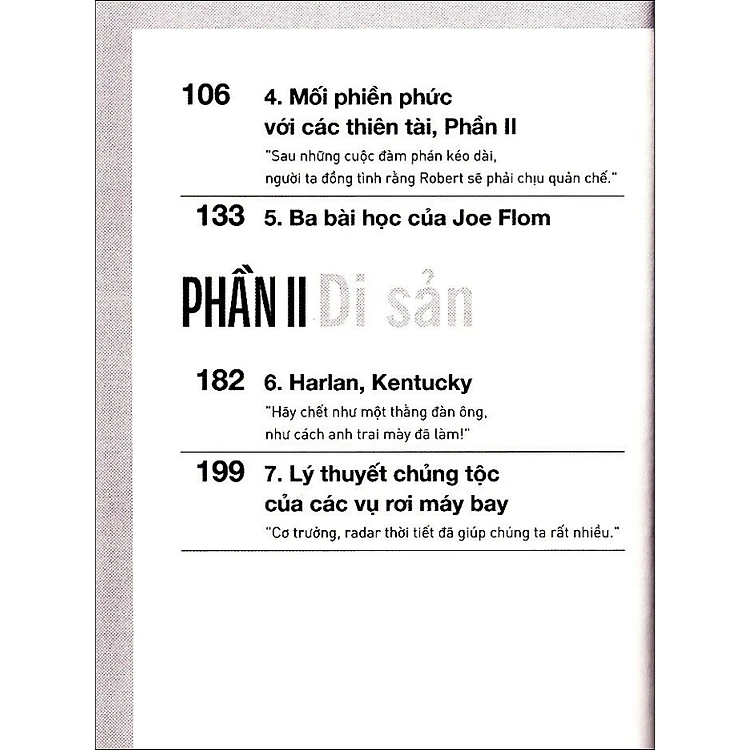 106 4. Mối phiền phức
với các thiên tài, Phần II
"Sau những cuộc đàm phán kéo dài,
người ta đồng tình rằng Robert sẽ phải chịu quản chế."
133 5. Ba bài học của Joe Flom
PHẦN II Di sản
182 6. Harlan, Kentucky
"Hãy chết như một thằng đàn ông,
như cách anh trai mày đã làm!"
199 7. Lý thuyết chủng tộc
của các vụ rơi máy bay
"Cơ trưởng, radar thời tiết đã giúp chúng ta rất nhiều."